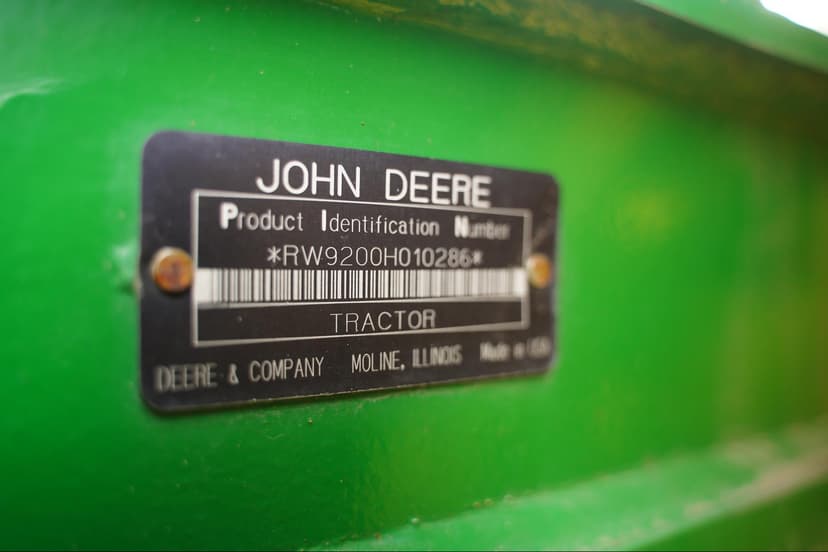 JOHN DEERE
Product Identification Number
*RW9200H010286*
TRACTOR
DEERE & COMPANY MOLINE, ILLINOIS Made in USA